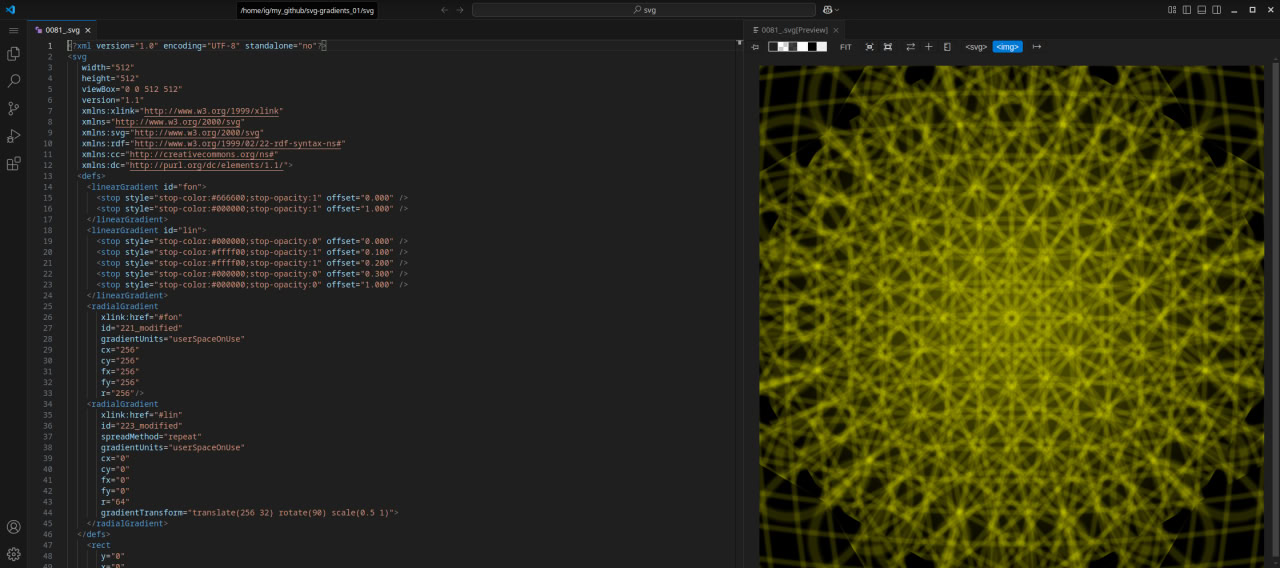 /home/ig/my_github/svg-gradients_01/svg
svg
0081_.svg
0081_.svg[Preview]
FIT
<svg>
<img>
1 <?xml version="1.0" encoding="UTF-8" standalone="no"?>
2 <svg
3 width="512"
4 height="512"
5 viewBox="0 0 512 512"
6 version="1.1"
7 xmlns:xlink="http://www.w3.org/1999/xlink"
8 xmlns="http://www.w3.org/2000/svg"
9 xmlns:svg="http://www.w3.org/2000/svg"
10 xmlns:rdf="http://www.w3.org/1999/02/22-rdf-syntax-ns#"
11 xmlns:cc="http://creativecommons.org/ns#"
12 xmlns:dc="http://purl.org/dc/elements/1.1/">
13 <defs>
14 <linearGradient id="fon">
15 <stop style="stop-color:#666600;stop-opacity:1" offset="0.000" />
16 <stop style="stop-color:#000000;stop-opacity:1" offset="1.000" />
17 </linearGradient>
18 <linearGradient id="lin">
19 <stop style="stop-color:#000000;stop-opacity:0" offset="0.000" />
20 <stop style="stop-color:#ffff00;stop-opacity:1" offset="0.100" />
21 <stop style="stop-color:#ffff00;stop-opacity:1" offset="0.200" />
22 <stop style="stop-color:#000000;stop-opacity:0" offset="0.300" />
23 <stop style="stop-color:#000000;stop-opacity:0" offset="1.000" />
24 </linearGradient>
25 <radialGradient
26 xlink:href="#fon"
27 id="221_modified"
28 gradientUnits="userSpaceOnUse"
29 cx="256"
30 cy="256"
31 fx="256"
32 fy="256"
33 r="256"/>
34 <radialGradient
35 xlink:href="#lin"
36 id="223_modified"
37 spreadMethod="repeat"
38 gradientUnits="userSpaceOnUse"
39 cx="0"
40 cy="0"
41 fx="0"
42 fy="0"
43 r="64"
44 gradientTransform="translate(256 32) rotate(90) scale(0.5 1)">
45 </radialGradient>
46 </defs>
47 <rect
48 y="0"
49 x="0"